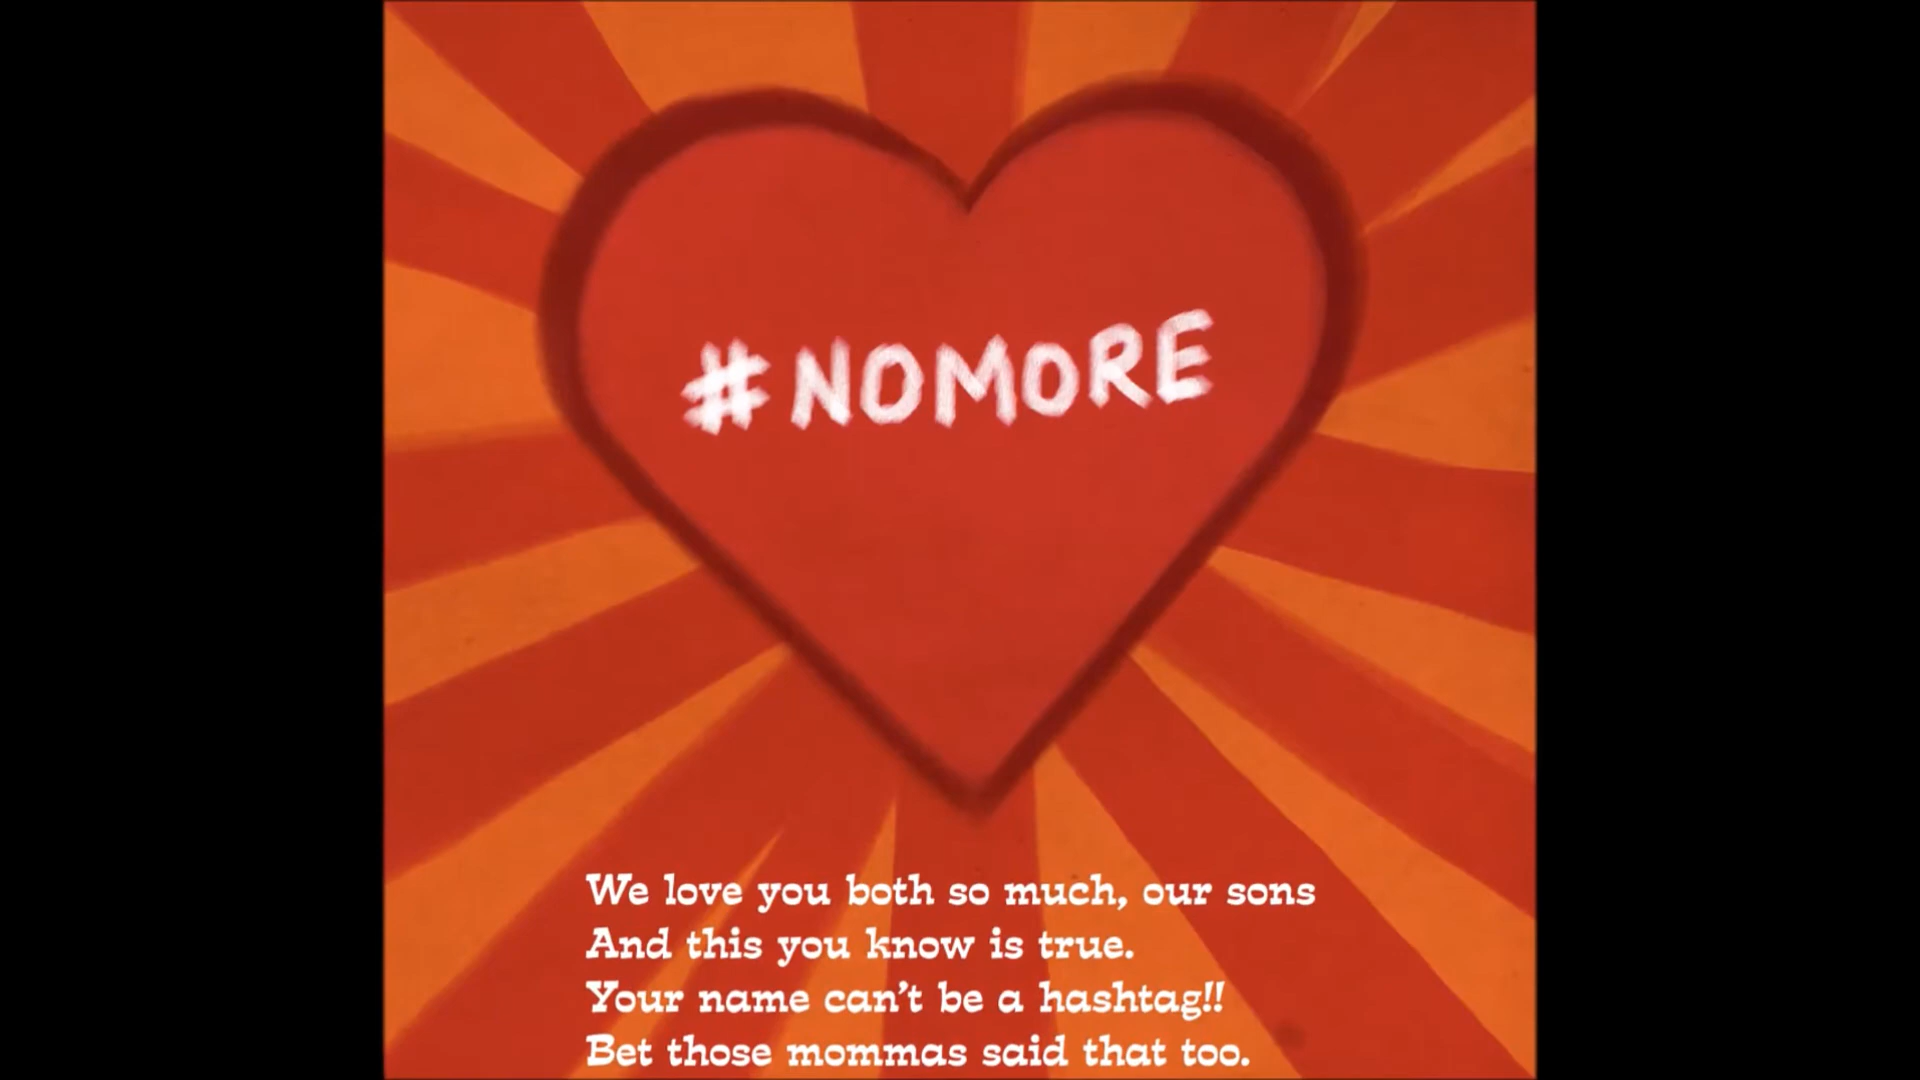 #NOMORE
We love you both so much, our sons
And this you know is true.
Your name can't be a hashtag!!
Bet those mommas said that too.